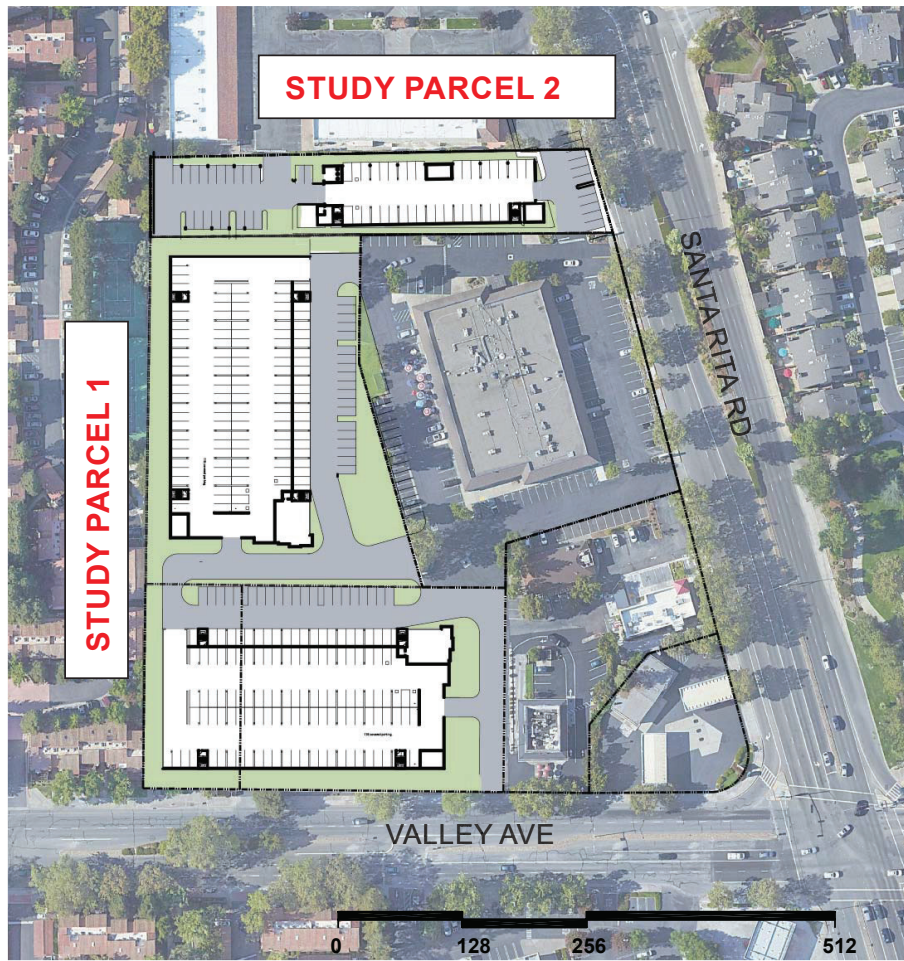 STUDY PARCEL 2
SANTA RITA RD
STUDY PARCEL 1
VALLEY AVE
0 128 256 512